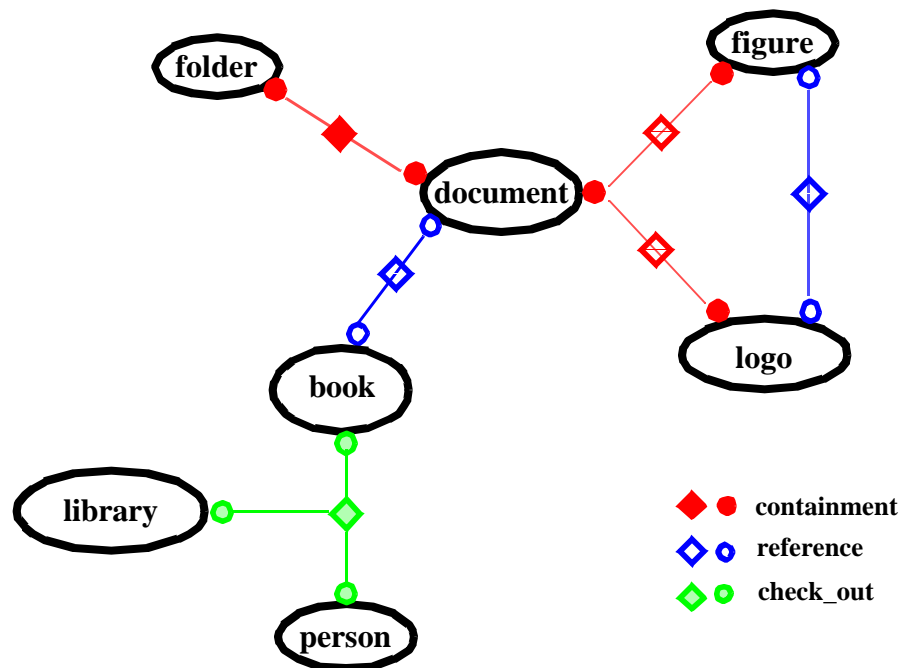 figure
folder
document
logo
book
library
person
containment
reference
check_out